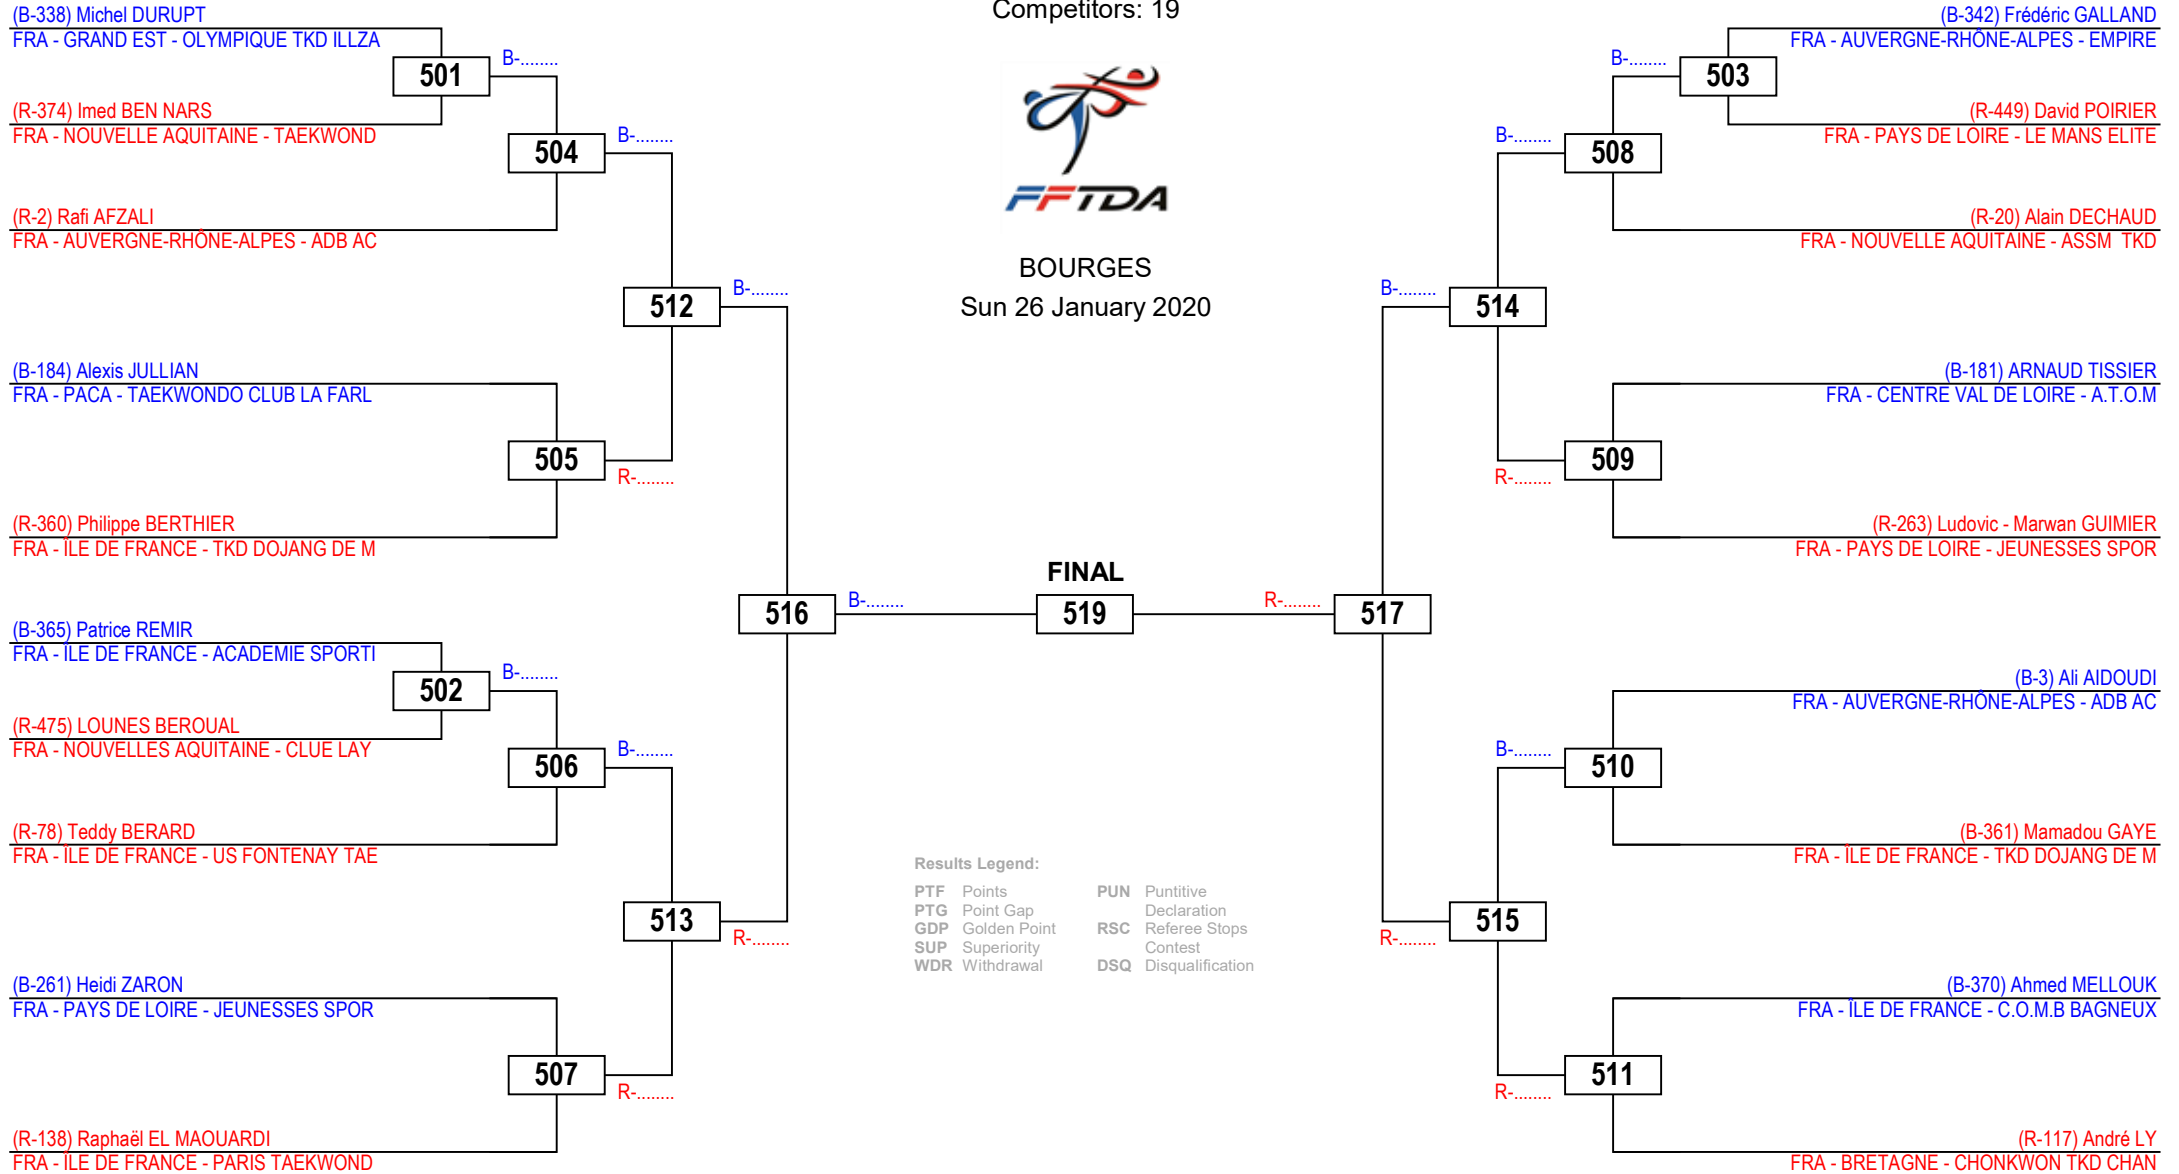 Competitors: 19
FFTDA
BOURGES
Sun 26 January 2020
(B-338) Michel DURUPT
FRA - GRAND EST - OLYMPIQUE TKD ILLZA
501
B-........
(R-374) Imed BEN NARS
FRA - NOUVELLE AQUITAINE - TAEKWOND
504
B-........
(R-2) Rafi AFZALI
FRA - AUVERGNE-RHÔNE-ALPES - ADB AC
512
B-........
(B-184) Alexis JULLIAN
FRA - PACA - TAEKWONDO CLUB LA FARL
505
R-........
(R-360) Philippe BERTHIER
FRA - ÎLE DE FRANCE - TKD DOJANG DE M
516
B-........
(B-365) Patrice REMIR
FRA - ÎLE DE FRANCE - ACADEMIE SPORTI
502
B-........
(R-475) LOUNES BEROUAL
FRA - NOUVELLES AQUITAINE - CLUE LAY
506
B-........
(R-78) Teddy BERARD
FRA - ÎLE DE FRANCE - US FONTENAY TAE
513
R-........
(B-261) Heidi ZARON
FRA - PAYS DE LOIRE - JEUNESSES SPOR
507
R-........
(R-138) Raphaël EL MAOUARDI
FRA - ÎLE DE FRANCE - PARIS TAEKWOND
FINAL
519
(B-342) Frédéric GALLAND
FRA - AUVERGNE-RHÔNE-ALPES - EMPIRE
B-........
503
(R-449) David POIRIER
FRA - PAYS DE LOIRE - LE MANS ELITE
B-........
508
(R-20) Alain DECHAUD
FRA - NOUVELLE AQUITAINE - ASSM  TKD
B-........
514
(B-181) ARNAUD TISSIER
FRA - CENTRE VAL DE LOIRE - A.T.O.M
509
R-........
(R-263) Ludovic - Marwan GUIMIER
FRA - PAYS DE LOIRE - JEUNESSES SPOR
R-........
517
(B-3) Ali AIDOUDI
FRA - AUVERGNE-RHÔNE-ALPES - ADB AC
B-........
510
(B-361) Mamadou GAYE
FRA - ÎLE DE FRANCE - TKD DOJANG DE M
515
R-........
(B-370) Ahmed MELLOUK
FRA - ÎLE DE FRANCE - C.O.M.B BAGNEUX
511
R-........
(R-117) André LY
FRA - BRETAGNE - CHONKWON TKD CHAN
Results Legend:
PTF Points
PTG Point Gap
GDP Golden Point
SUP Superiority
WDR Withdrawal
PUN Puntitive
Declaration
RSC Referee Stops
Contest
DSQ Disqualification